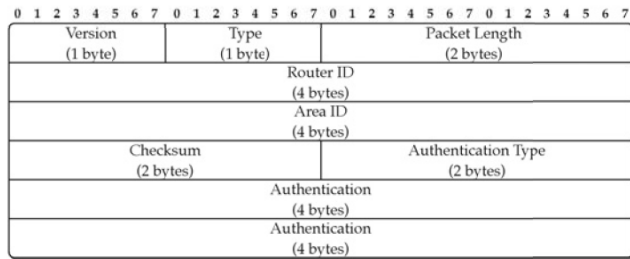 0 1 2 3 4 5 6 7 0 1 2 3 4 5 6 7 0 1 2 3 4 5 6 7 0 1 2 3 4 5 6 7
Version Type Packet Length
(1 byte) (1 byte) (2 bytes)
Router ID
(4 bytes)
Area ID
(4 bytes)
Checksum Authentication Type
(2 bytes) (2 bytes)
Authentication
(4 bytes)
Authentication
(4 bytes)